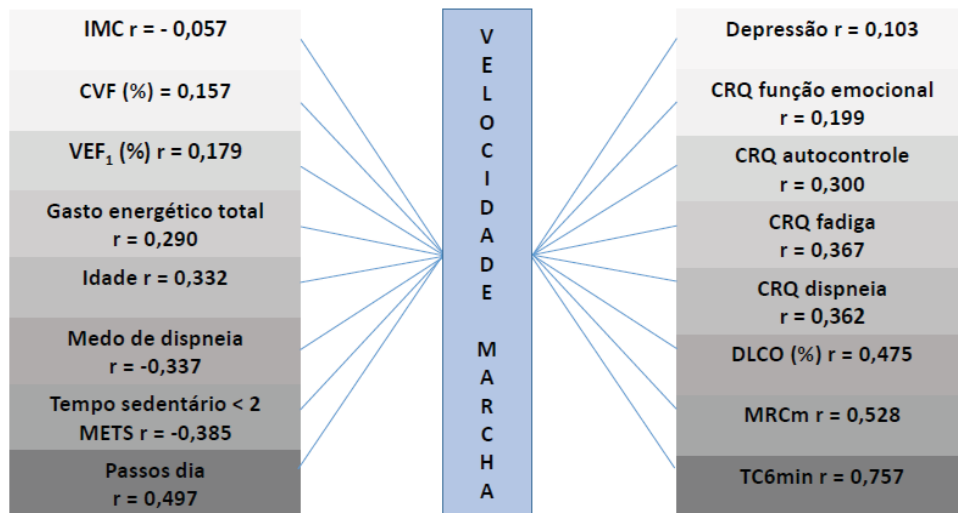 IMC r = - 0,057
CVF (%) = 0,157
VEF₁ (%) r = 0,179
Gasto energético total
r = 0,290
Idade r = 0,332
Medo de dispneia
r = -0,337
Tempo sedentário < 2
METS r = -0,385
Passos dia
r = 0,497
V
E
L
O
C
I
D
A
D
E
M
A
R
C
H
A
Depressão r = 0,103
CRQ função emocional
r = 0,199
CRQ autocontrole
r = 0,300
CRQ fadiga
r = 0,367
CRQ dispneia
r = 0,362
DLCO (%) r = 0,475
MRCm r = 0,528
TC6min r = 0,757